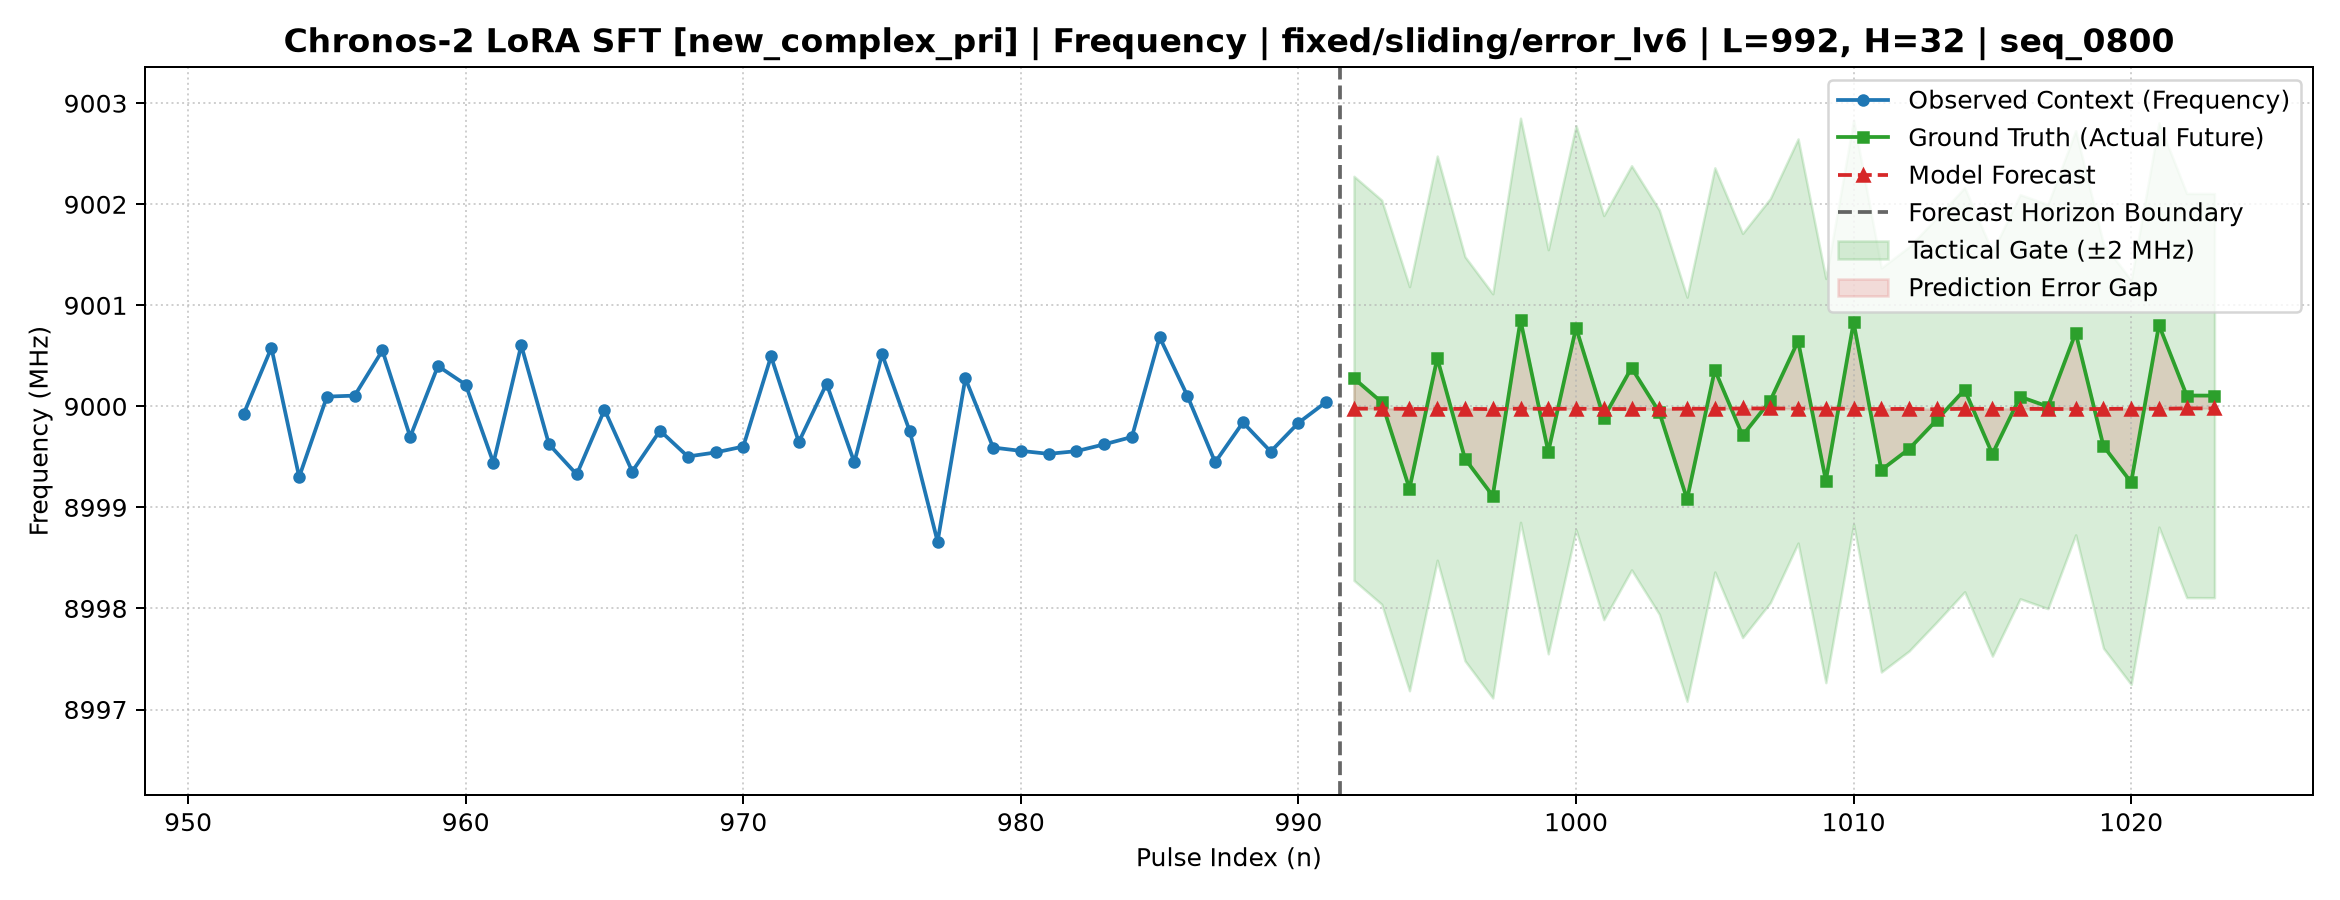 Chronos-2 LoRA SFT [new_complex_pri] | Frequency | fixed/sliding/error_lv6 | L=992, H=32 | seq_0800
Observed Context (Frequency)
Ground Truth (Actual Future)
Model Forecast
Forecast Horizon Boundary
Tactical Gate (±2 MHz)
Prediction Error Gap
Frequency (MHz)
9003
9002
9001
9000
8999
8998
8997
950 960 970 980 990 1000 1010 1020
Pulse Index (n)